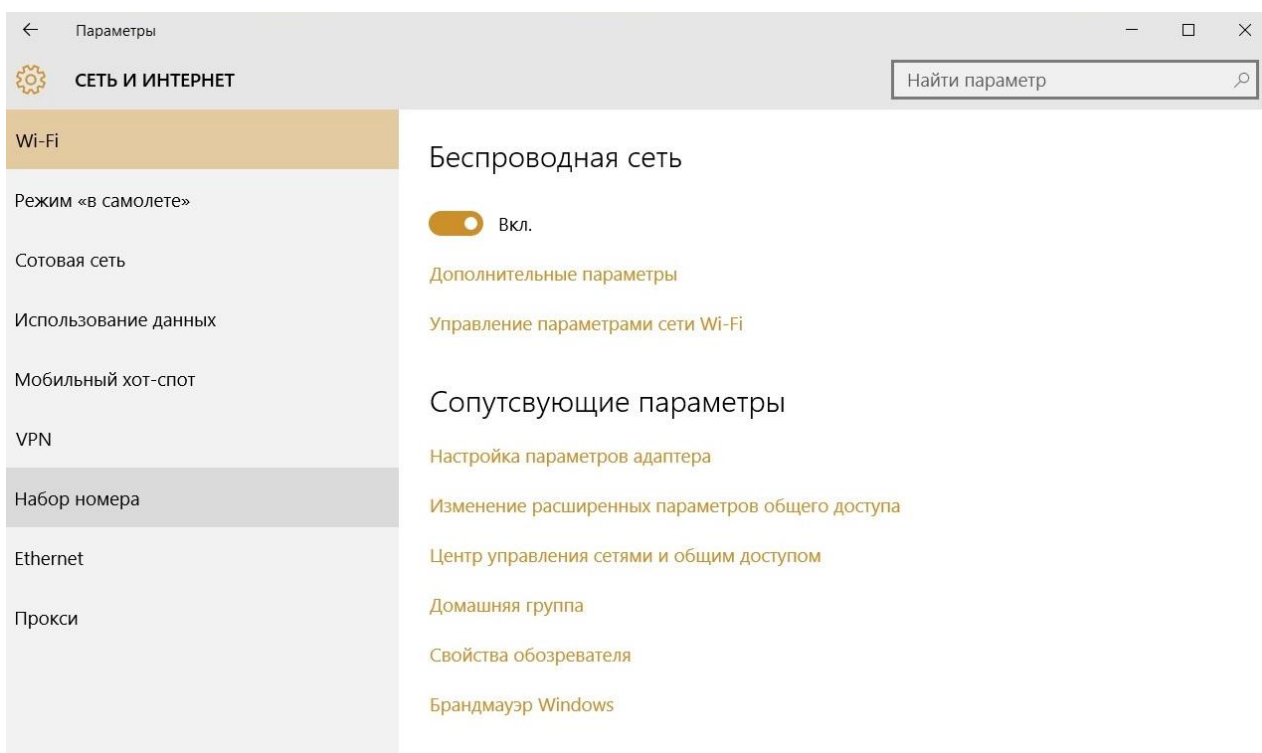 Параметры
СЕТЬ И ИНТЕРНЕТ
Найти параметр
Wi-Fi
Режим «в самолете»
Сотовая сеть
Использование данных
Мобильный хот-спот
VPN
Набор номера
Ethernet
Прокси
Беспроводная сеть
Вкл.
Дополнительные параметры
Управление параметрами сети Wi-Fi
Сопутсвующие параметры
Настройка параметров адаптера
Изменение расширенных параметров общего доступа
Центр управления сетями и общим доступом
Домашняя группа
Свойства обозревателя
Брандмауэр Windows